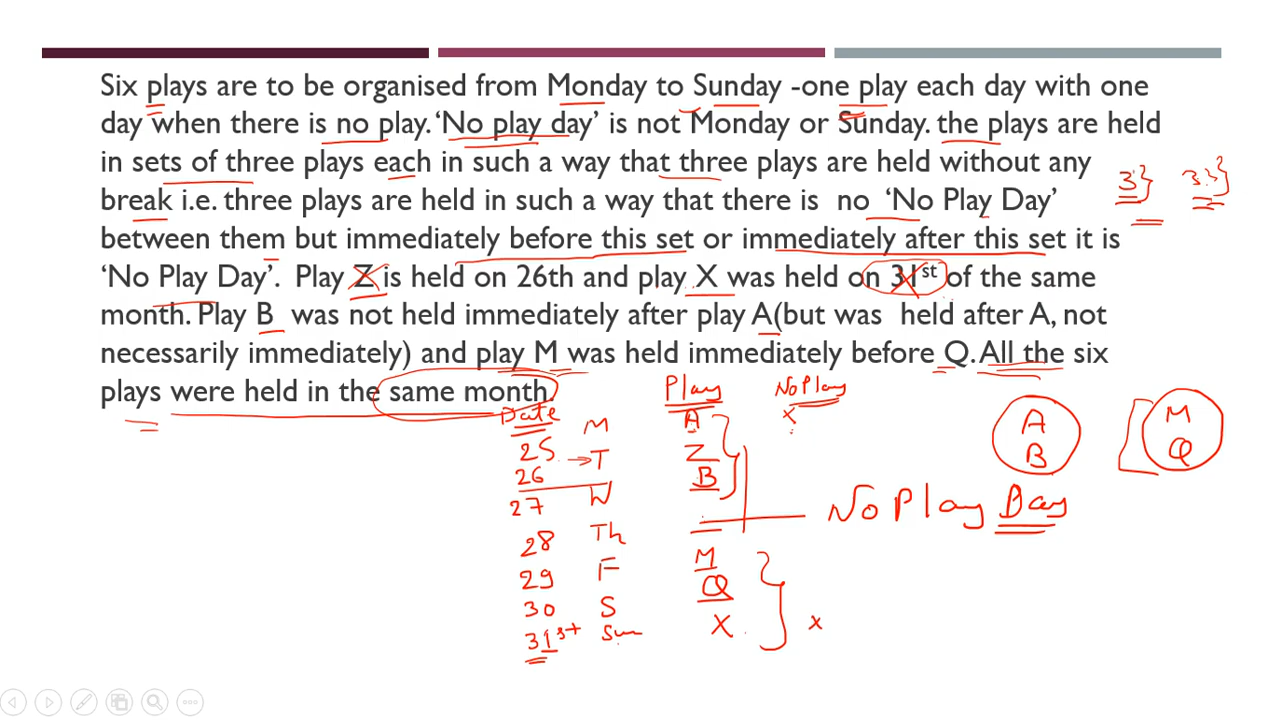 Six plays are to be organised from Monday to Sunday -one play each day with one
day when there is no play. ‘No play day’ is not Monday or Sunday. the plays are held
in sets of three plays each in such a way that three plays are held without any
break i.e. three plays are held in such a way that there is no ‘No Play Day’
between them but immediately before this set or immediately after this set it is
‘No Play Day’. Play Z is held on 26th and play X was held on 31st of the same
month. Play B was not held immediately after play A(but was held after A, not
necessarily immediately) and play M was held immediately before Q. All the six
plays were held in the same month.
3 } 3 }
Date Play No Play
M A x
25 T Z
26 B
27 W
No Play Day
28 Th M
29 F Q
30 S X
31st Sun x
A M
B Q